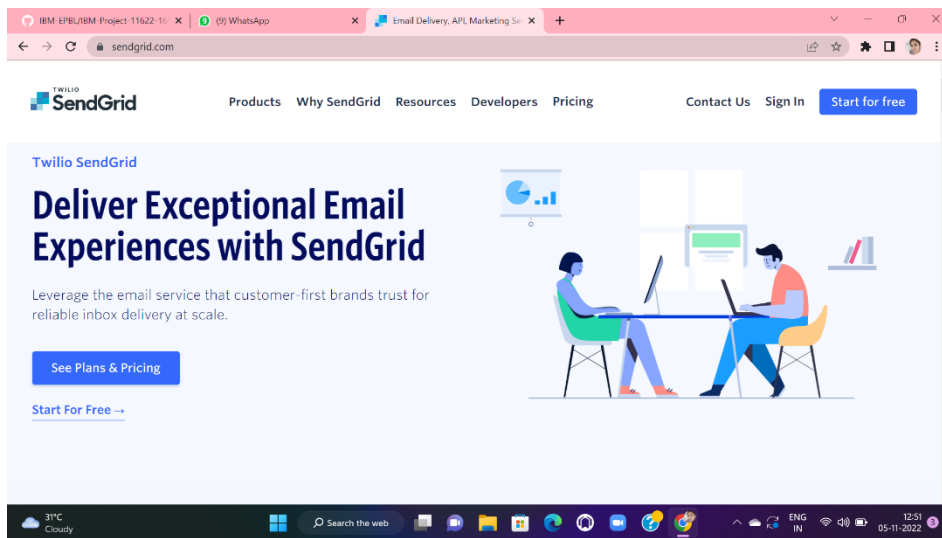 IBM-EPBL/IBM-Project-11622-16
(9) WhatsApp
Email Delivery, API, Marketing Se
sendgrid.com
TWILIO
SendGrid
Products Why SendGrid Resources Developers Pricing Contact Us Sign In Start for free
Twilio SendGrid
Deliver Exceptional Email
Experiences with SendGrid
Leverage the email service that customer-first brands trust for
reliable inbox delivery at scale.
See Plans & Pricing
Start For Free →
31°C
Cloudy
Search the web
ENG
IN
12:51
05-11-2022
3